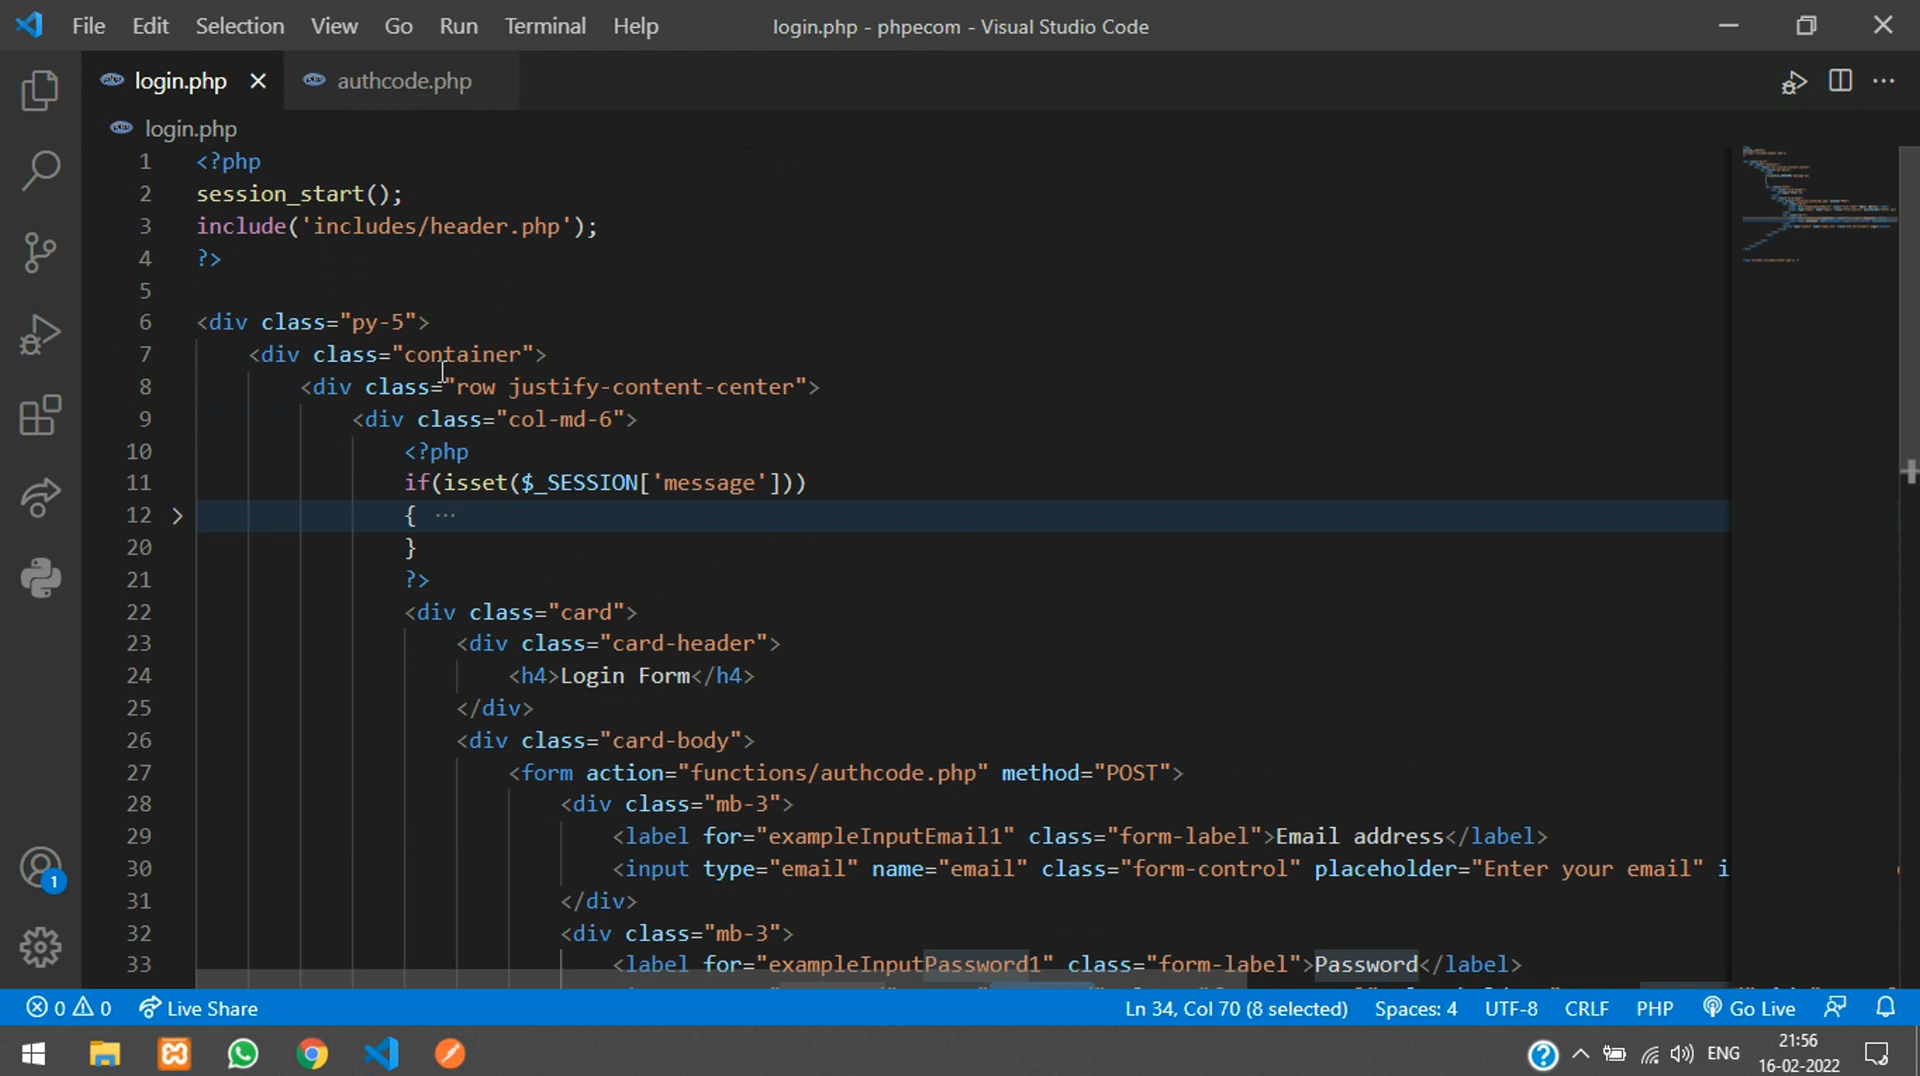 File Edit Selection View Go Run Terminal Help login.php - phpecom - Visual Studio Code
login.php authcode.php
login.php
1 <?php
2 session_start();
3 include('includes/header.php');
4 ?>
5
6 <div class="py-5">
7 <div class="container">
8 <div class="row justify-content-center">
9 <div class="col-md-6">
10 <?php
11 if(isset($_SESSION['message']))
12 { ···
20 }
21 ?>
22 <div class="card">
23 <div class="card-header">
24 <h4>Login Form</h4>
25 </div>
26 <div class="card-body">
27 <form action="functions/authcode.php" method="POST">
28 <div class="mb-3">
29 <label for="exampleInputEmail1" class="form-label">Email address</label>
30 <input type="email" name="email" class="form-control" placeholder="Enter your email" i
31 </div>
32 <div class="mb-3">
33 <label for="exampleInputPassword1" class="form-label">Password</label>
0 0 Live Share Ln 34, Col 70 (8 selected) Spaces: 4 UTF-8 CRLF PHP Go Live
1
ENG 21:56
16-02-2022